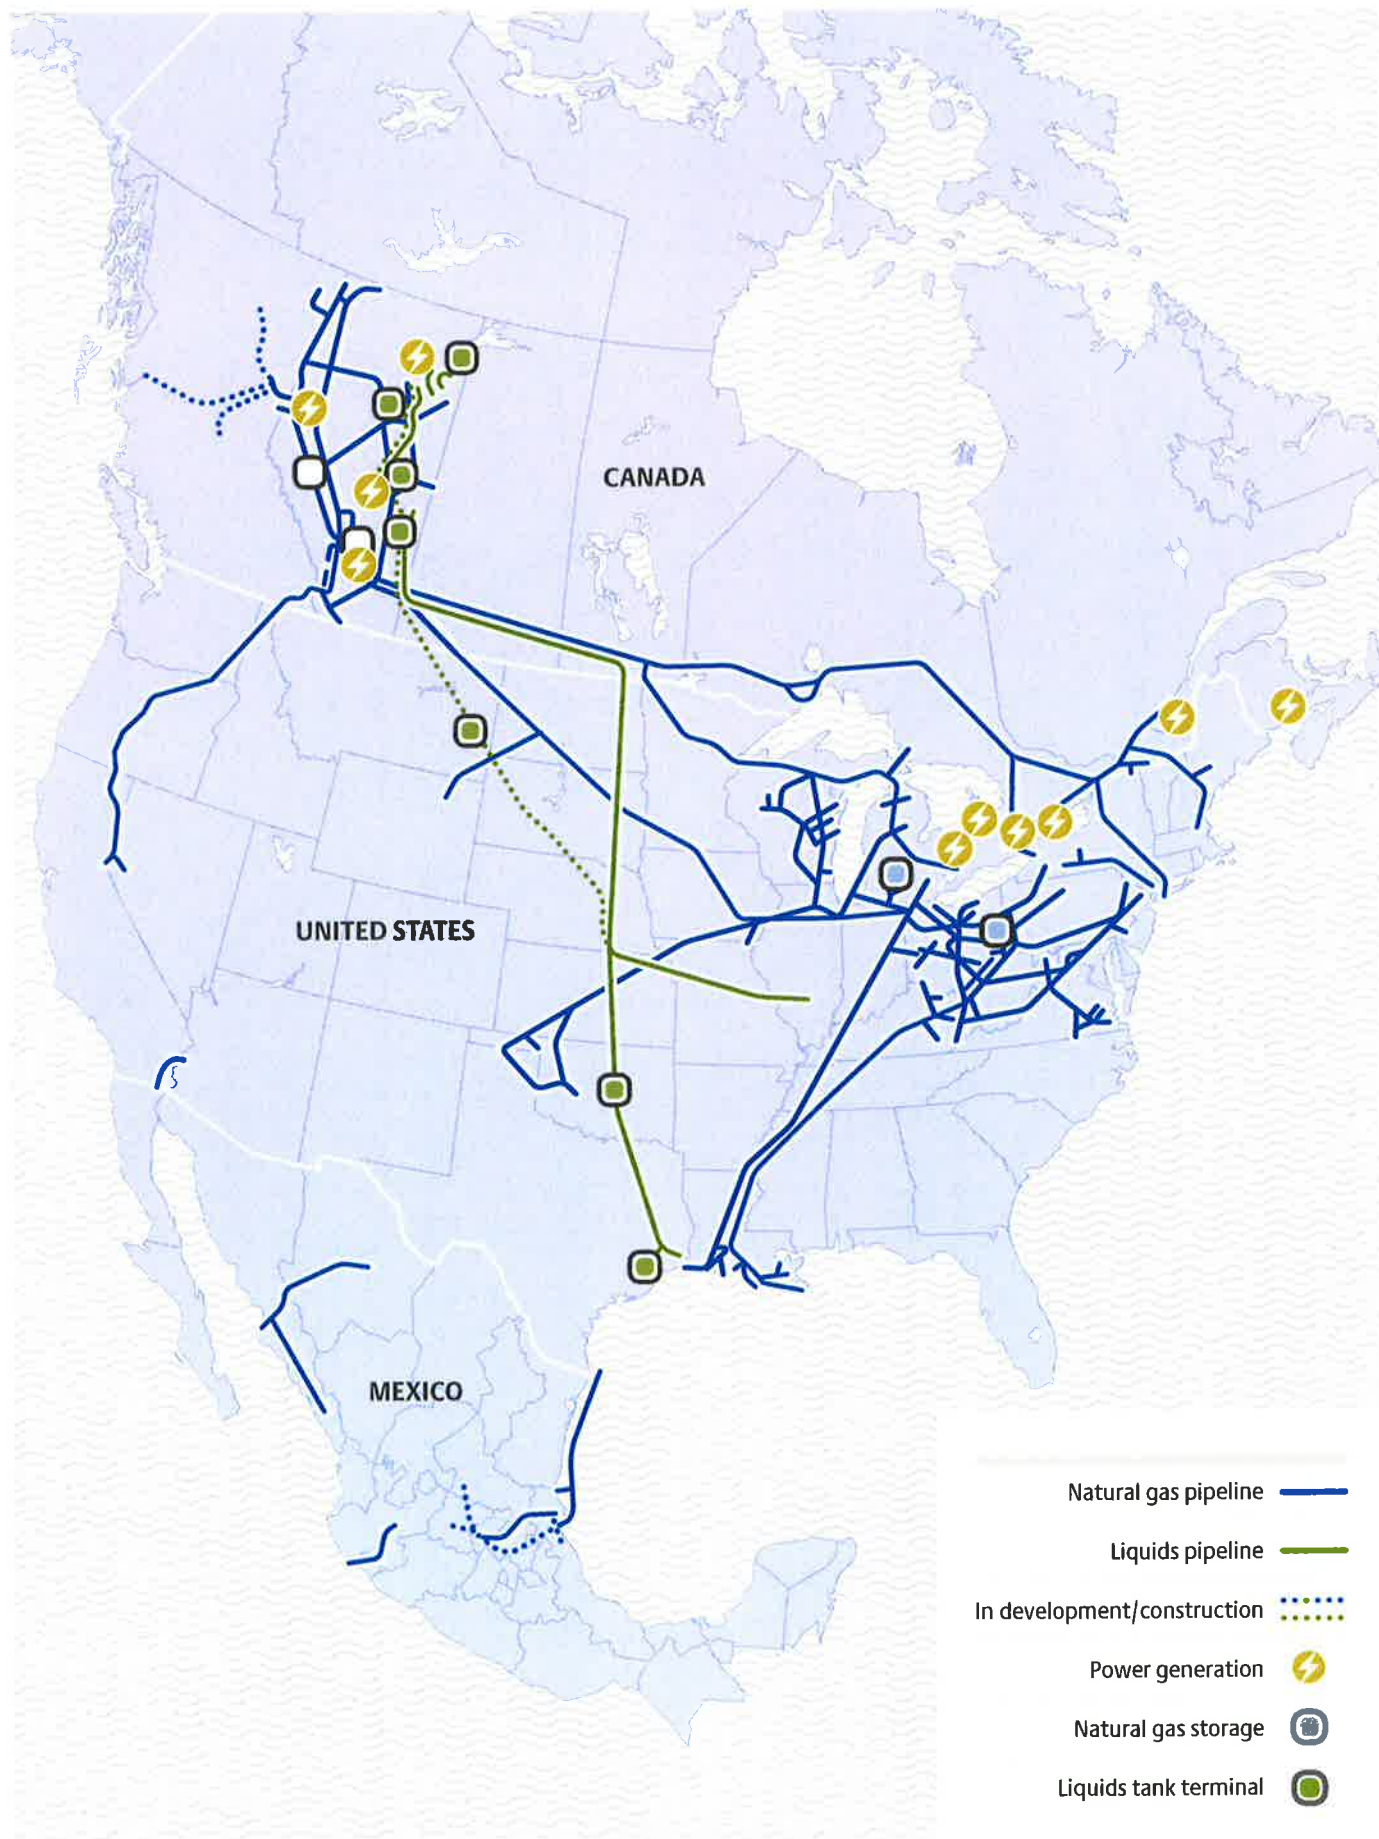 CANADA
UNITED STATES
MEXICO
Natural gas pipeline
Liquids pipeline
In development/construction
Power generation
Natural gas storage
Liquids tank terminal